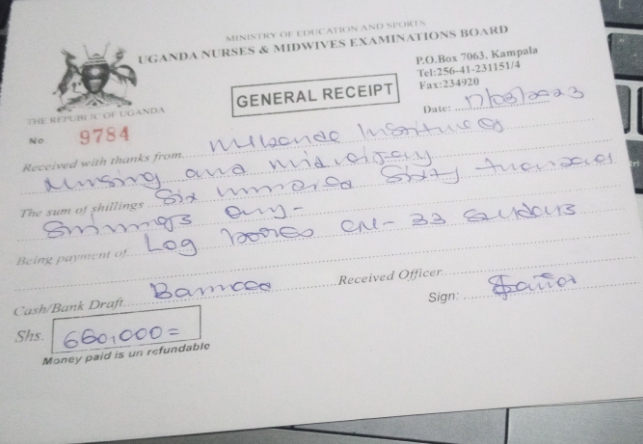 MINISTRY OF EDUCATION AND SPORTS
UGANDA NURSES & MIDWIVES EXAMINATIONS BOARD
P.O.Box 7063, Kampala
Tel:256-41-231151/4
Fax:234920
THE REPUBLIC OF UGANDA
GENERAL RECEIPT
Date: 17/08/2023
No 9784
Received with thanks from Institute of
Nursing and midwifery
The sum of shillings Six hundred Sixty thousand
Shillings only-
Being payment of Log books CM- 33 students
Cash/Bank Draft
Received Officer
Sign:
Shs. 660,000=
Money paid is un refundable